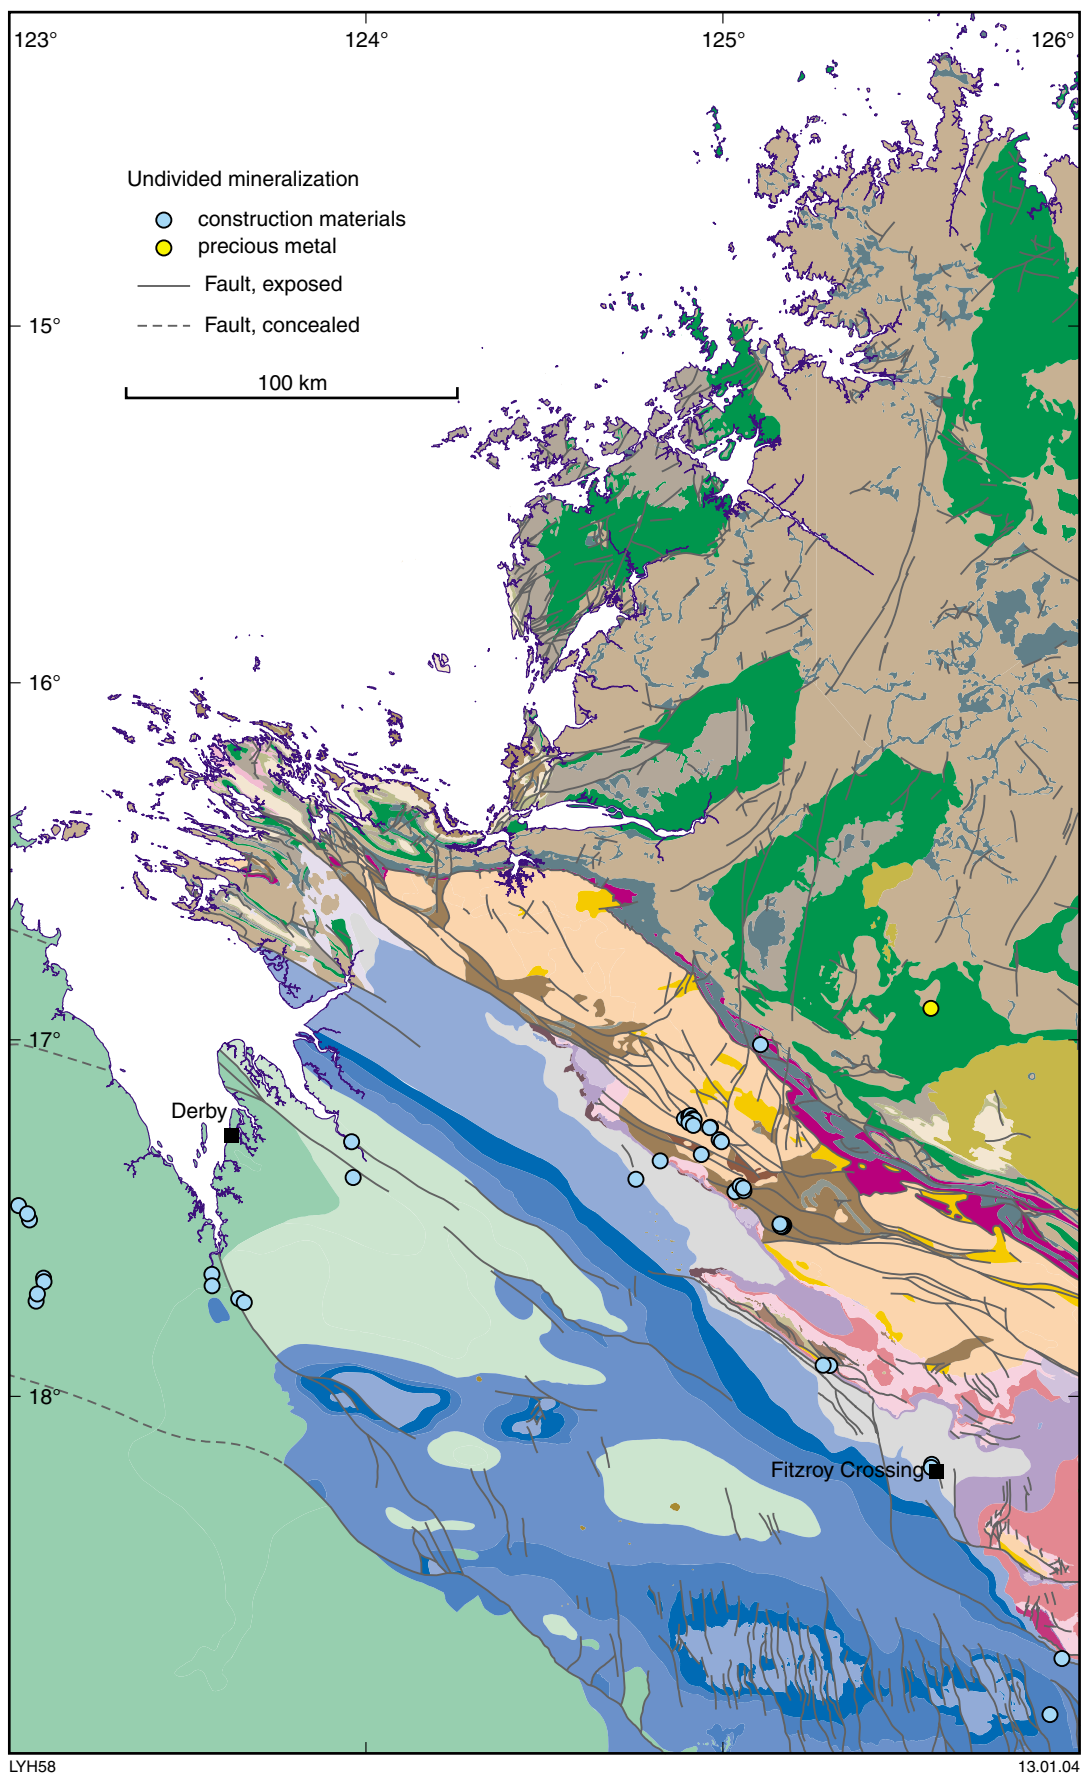 123° 124° 125° 126°
Undivided mineralization
construction materials
precious metal
Fault, exposed
15°
Fault, concealed
100 km
16°
17°
Derby
18°
Fitzroy Crossing
LYH58 13.01.04